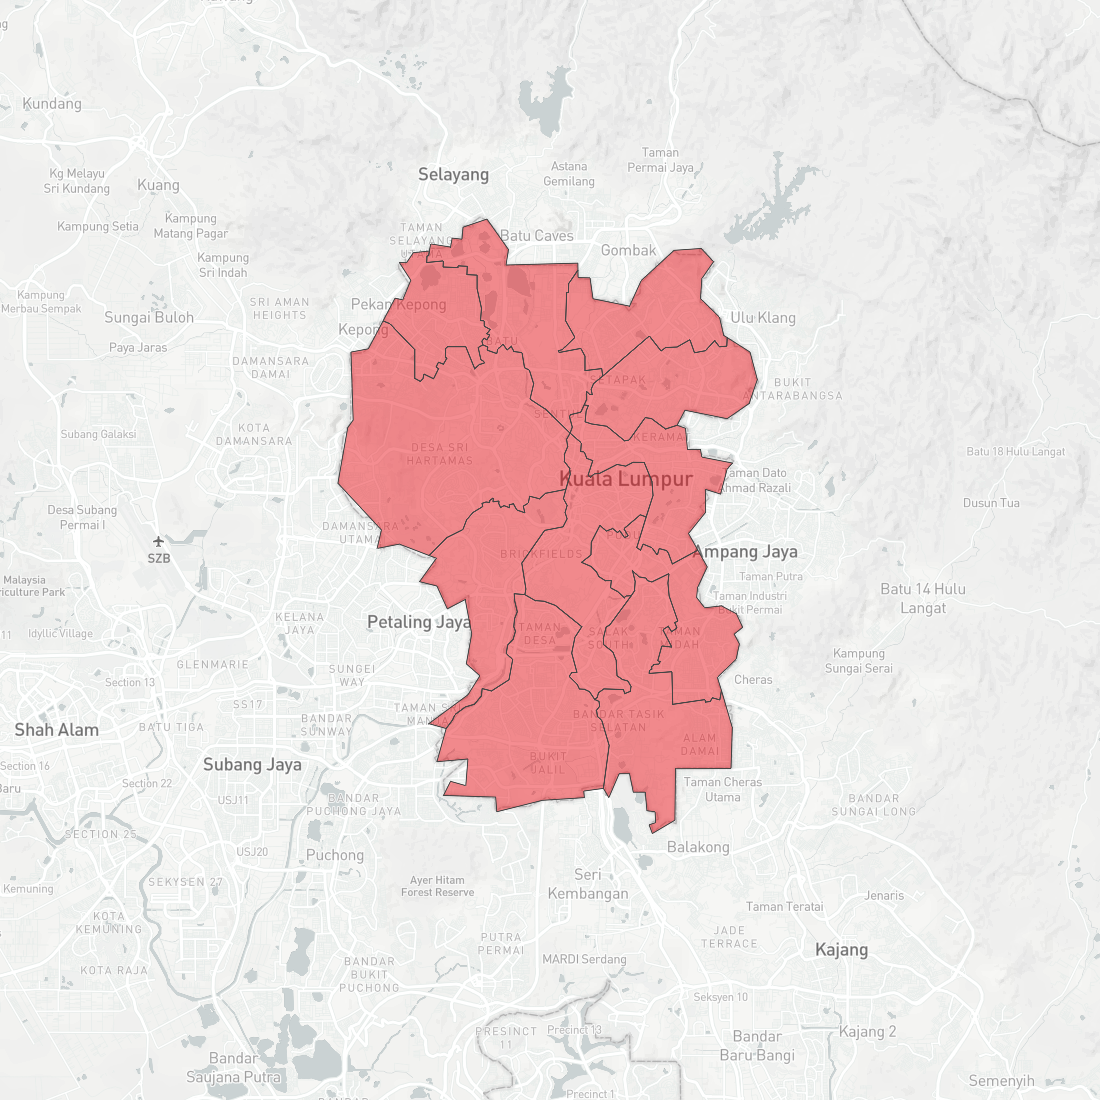 Kundang
Kg Melayu
Sri Kundang
Kuang
Kampung Setia
Kampung
Matang Pagar
Kampung
Sri Indah
Selayang
Astana
Gemilang
Taman
Permai Jaya
TAMAN
SELAYANG
UTAMA
Batu Caves
Gombak
Kampung
Merbau Sempak
Sungai Buloh
SRI AMAN
HEIGHTS
Pekan Kepong
Kepong
Ulu Klang
Paya Jaras
DAMANSARA
DAMAI
BATU
SETAPAK
BUKIT
ANTARABANGSA
KOTA
DAMANSARA
Subang Galaksi
SENTUL
DESA SRI
HARTAMAS
KERAMAT
Batu 18 Hulu Langat
Kuala Lumpur
Taman Dato
Ahmad Razali
Desa Subang
Permai I
Dusun Tua
DAMANSARA
UTAMA
SZB
BRICKFIELDS
Ampang Jaya
Malaysia
Taman Putra
Batu 14 Hulu
Langat
Taman Industri
Bukit Permai
KELANA
JAYA
Petaling Jaya
Idylic Village
TAMAN
DESA
SALAK
SOUTH
TAMAN
MIDAH
GLENMARIE
SUNGEI
WAY
Kampung
Sungai Serai
Section 13
Cheras
SS17
Shah Alam
BATU TIGA
BANDAR
SUNWAY
BANDAR TASIK
SELATAN
ALAM
DAMAI
BUKIT
JALIL
Section 16
Subang Jaya
Section 22
Taman Cheras
Utama
USJ11
BANDAR
PUCHONG JAYA
BANDAR
SUNGAI LONG
SECTION 25
USJ20
Puchong
Balakong
SEKSYEN 27
Kemuning
Ayer Hitam
Forest Reserve
Seri
Kembangan
Jenaris
Taman Teratai
KOTA
KEMUNING
PUTRA
PERMAI
JADE
TERRACE
Kajang
KOTA RAJA
BANDAR
BUKIT
PUCHONG
MARDI Serdang
Seksyen 10
PRESINCT
11
Precinct 13
Kajang 2
Bandar
Saujana Putra
Bandar
Baru Bangi
Semenyih
Precinct 1